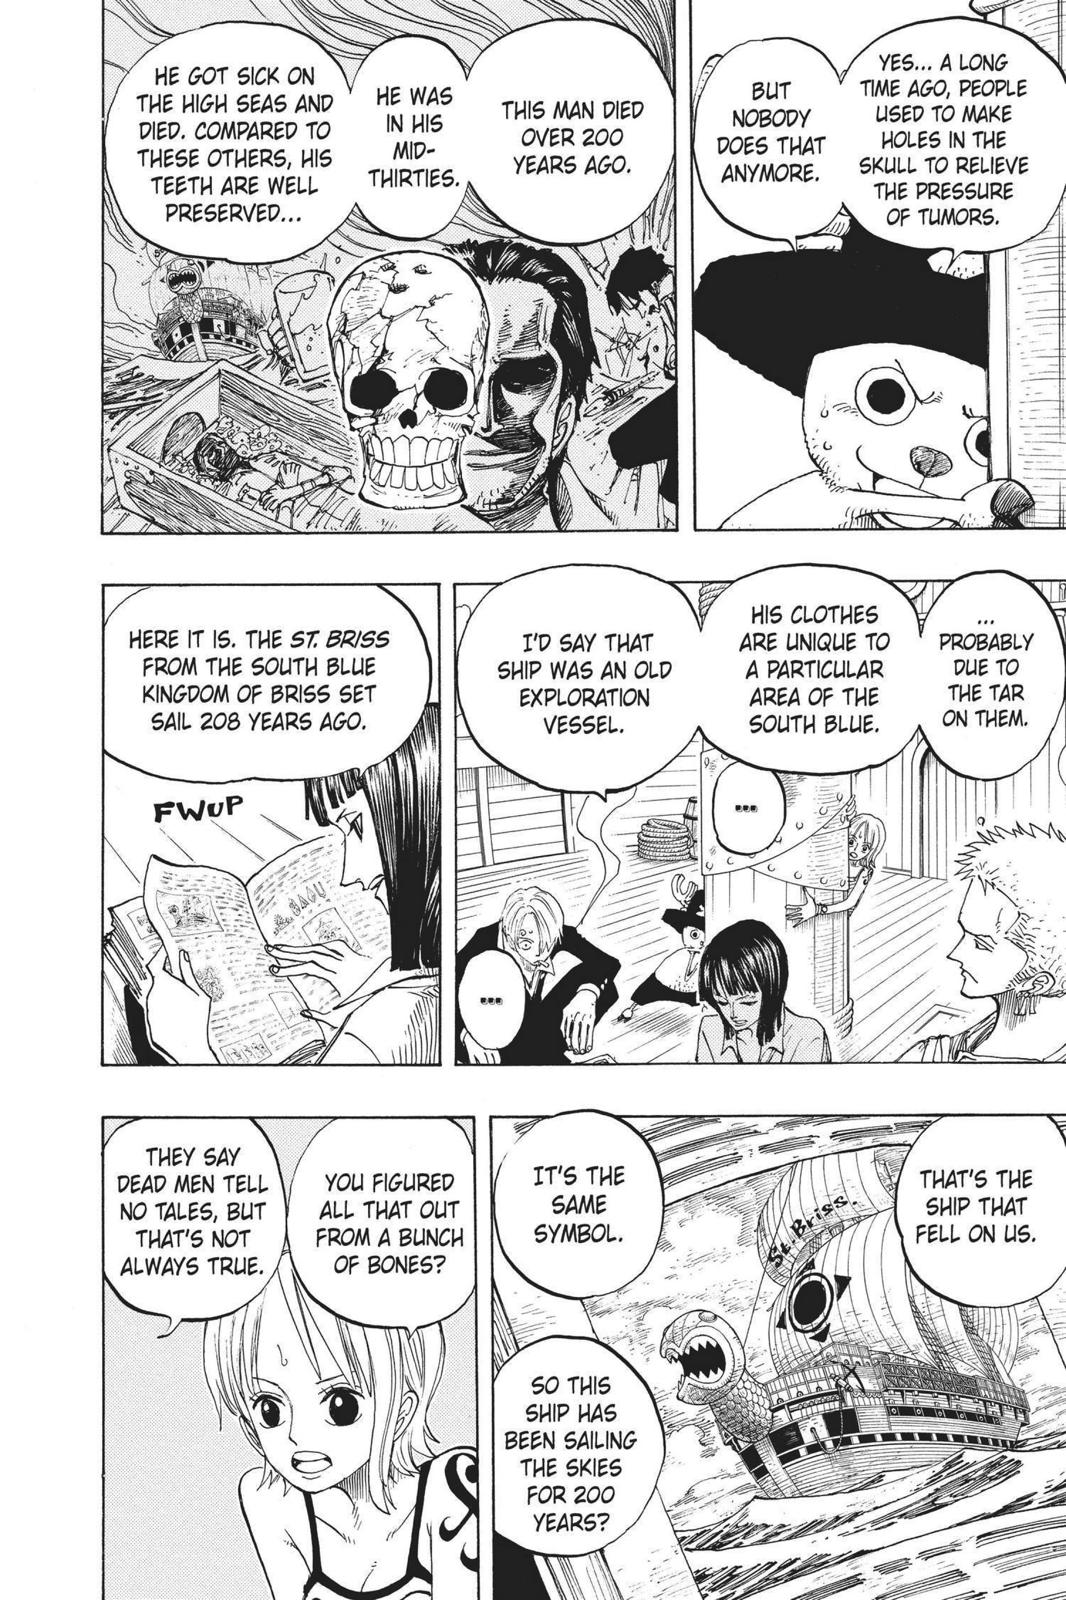 YES... A LONG
TIME AGO, PEOPLE
USED TO MAKE
HOLES IN THE
SKULL TO RELIEVE
THE PRESSURE
OF TUMORS.
BUT
NOBODY
DOES THAT
ANYMORE.
THIS MAN DIED
OVER 200
YEARS AGO.
HE WAS
IN HIS
MID-
THIRTIES.
HE GOT SICK ON
THE HIGH SEAS AND
DIED. COMPARED TO
THESE OTHERS, HIS
TEETH ARE WELL
PRESERVED...
...
PROBABLY
DUE TO
THE TAR
ON THEM.
HIS CLOTHES
ARE UNIQUE TO
A PARTICULAR
AREA OF THE
SOUTH BLUE.
I'D SAY THAT
SHIP WAS AN OLD
EXPLORATION
VESSEL.
...
...
HERE IT IS. THE ST. BRISS
FROM THE SOUTH BLUE
KINGDOM OF BRISS SET
SAIL 208 YEARS AGO.
FWUP
THAT'S THE
SHIP THAT
FELL ON US.
St. Briss.
IT'S THE
SAME
SYMBOL.
SO THIS
SHIP HAS
BEEN SAILING
THE SKIES
FOR 200
YEARS?
YOU FIGURED
ALL THAT OUT
FROM A BUNCH
OF BONES?
THEY SAY
DEAD MEN TELL
NO TALES, BUT
THAT'S NOT
ALWAYS TRUE.